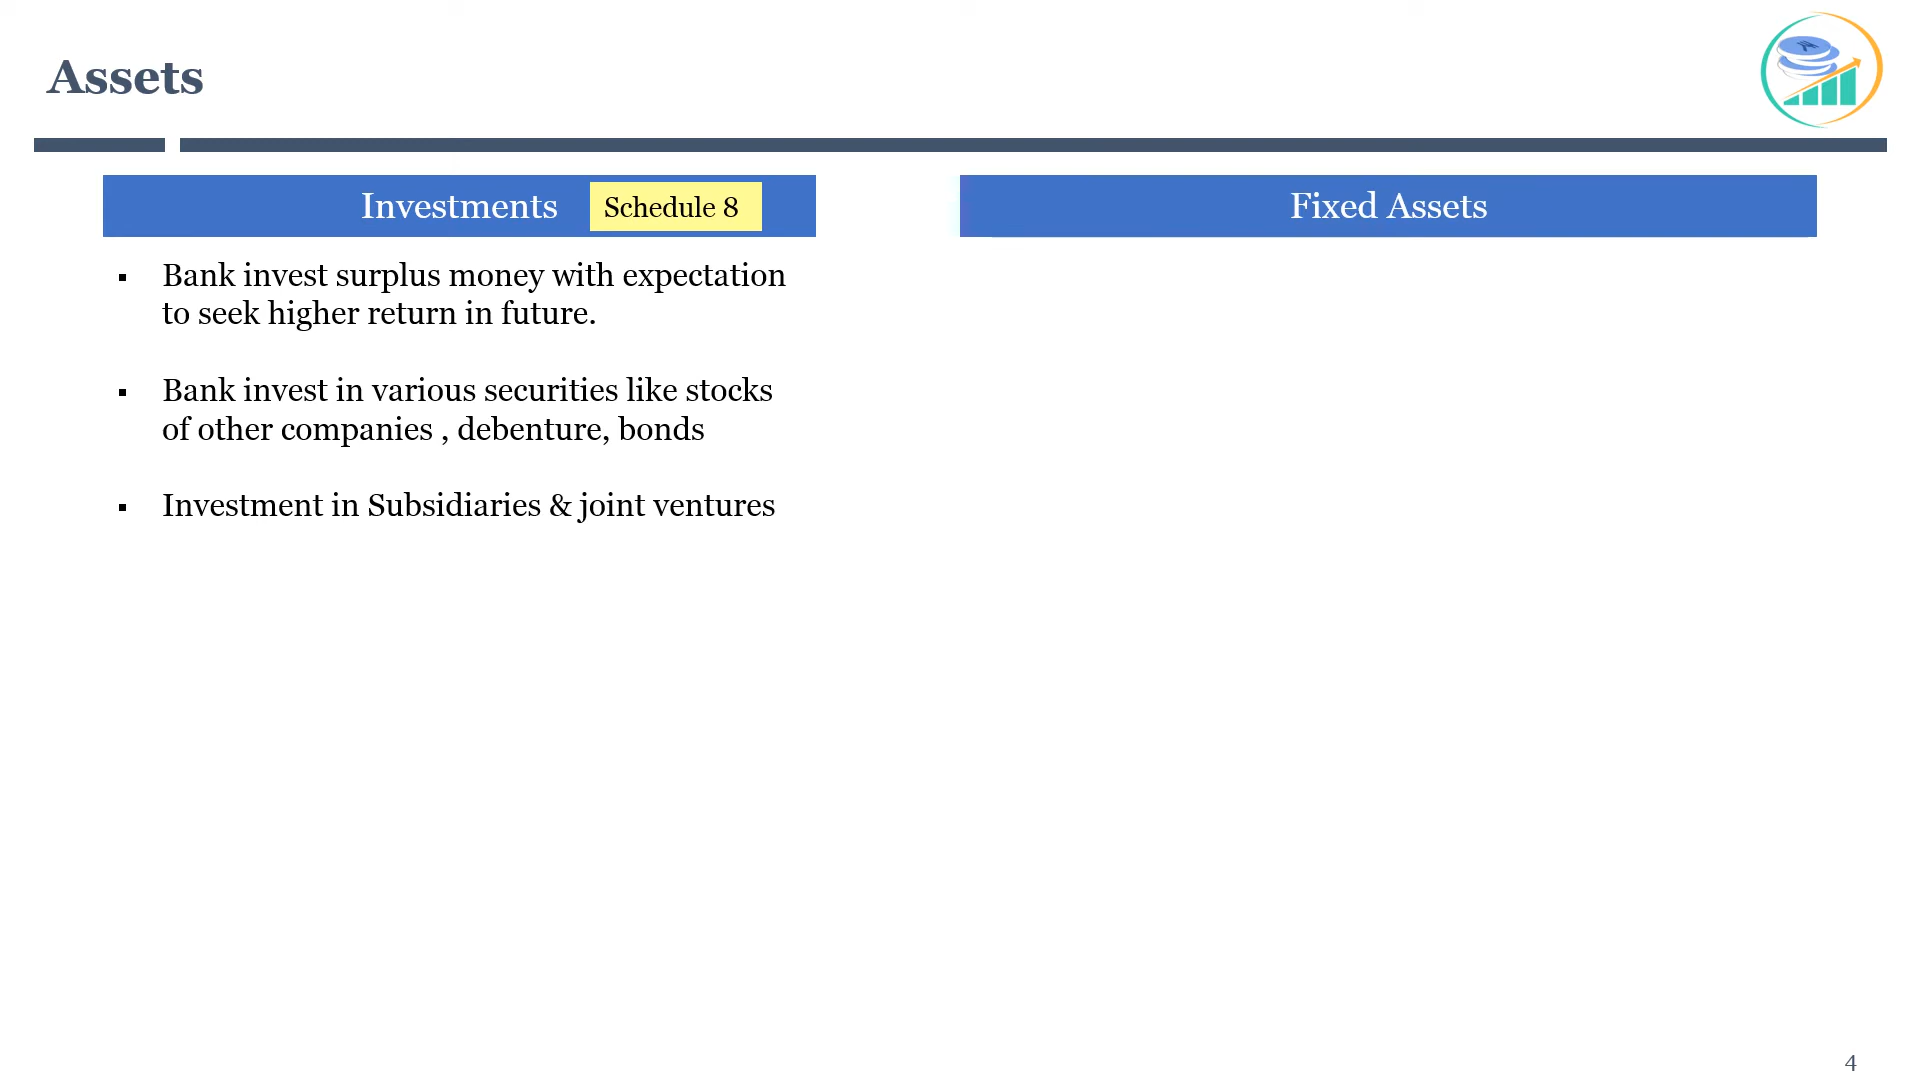 Assets
Investments
Schedule 8
Fixed Assets
▪ Bank invest surplus money with expectation
to seek higher return in future.
▪ Bank invest in various securities like stocks
of other companies , debenture, bonds
▪ Investment in Subsidiaries & joint ventures
4